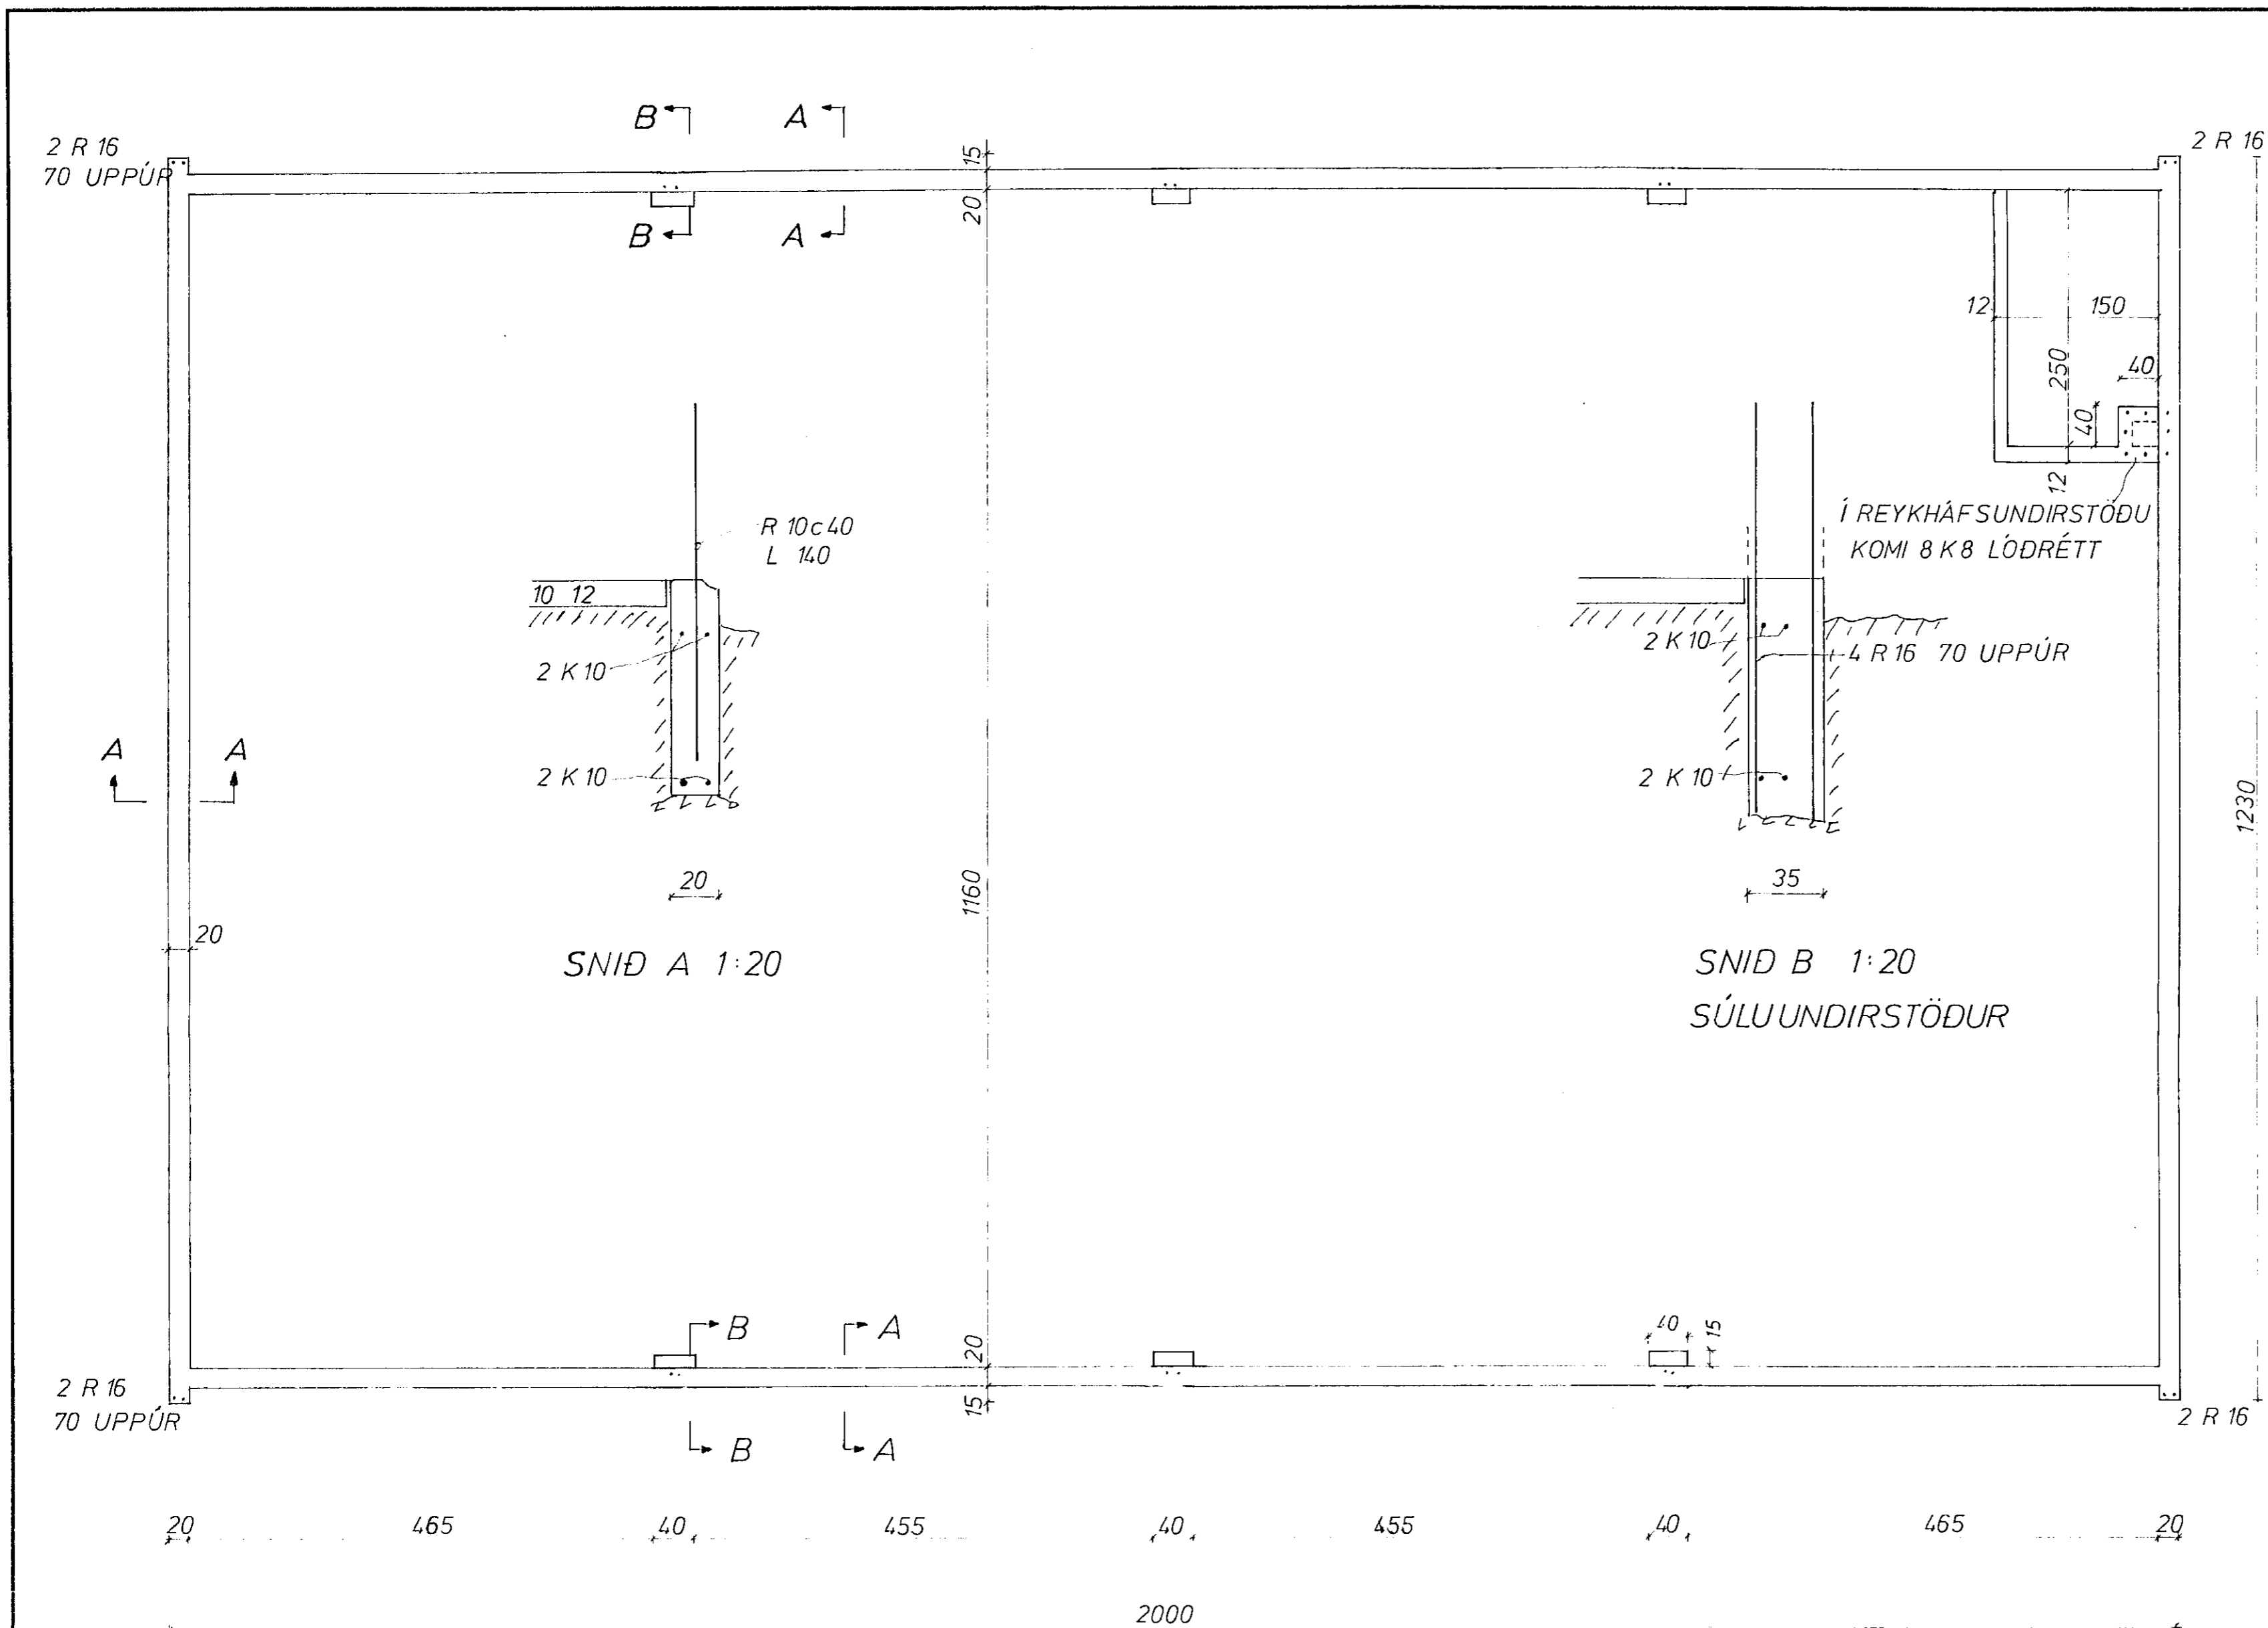 B
A
2 R 16
70 UPPÚR
15
20
B
A
2 R 16
12
150
250
40
40
12
Í REYKHÁFSUNDIRSTÖÐU
KOMI 8 K8 LÓÐRÉTT
R 10c40
L 140
10 12
2 K 10
2 K 10
2 K 10
4 R 16 70 UPPÚR
2 K 10
A
A
1230
20
35
1160
20
SNIÐ A 1:20
SNIÐ B 1:20
SÚLUUNDIRSTÖÐUR
B
A
20
40
15
2 R 16
70 UPPÚR
15
2 R 16
B
A
20
465
40
455
40
455
40
465
20
2000